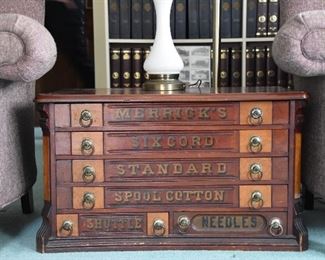 MERRICK'S
SIX CORD
STANDARD
SPOOL COTTON
SHUTTLE NEEDLES